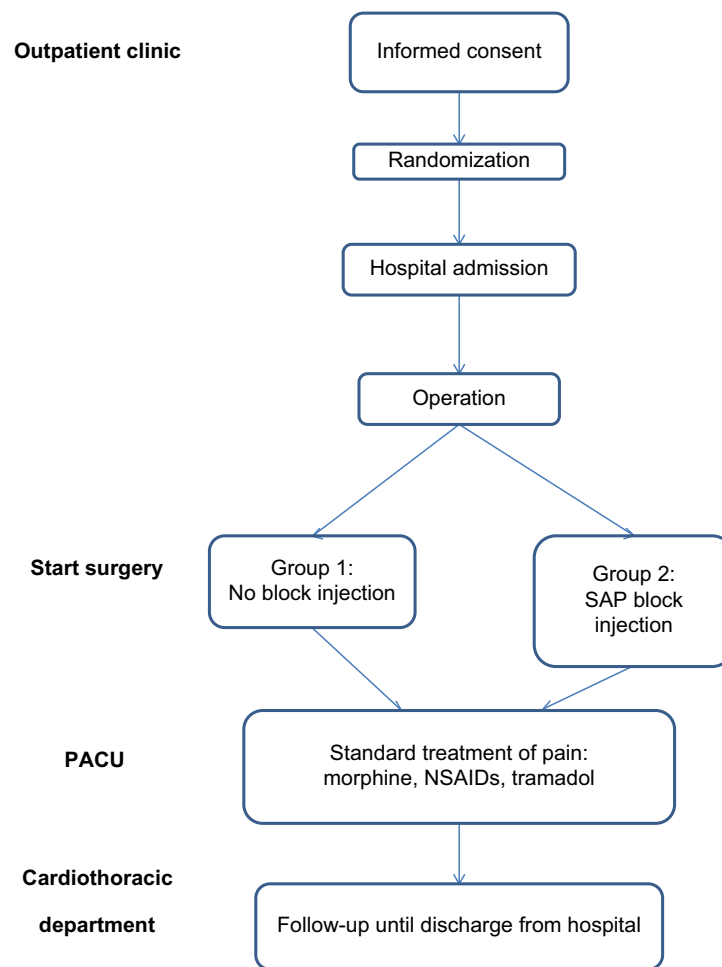 Outpatient clinic
Informed consent
Randomization
Hospital admission
Operation
Start surgery
Group 1:
No block injection
Group 2:
SAP block
injection
PACU
Standard treatment of pain:
morphine, NSAIDs, tramadol
Cardiothoracic
department
Follow-up until discharge from hospital